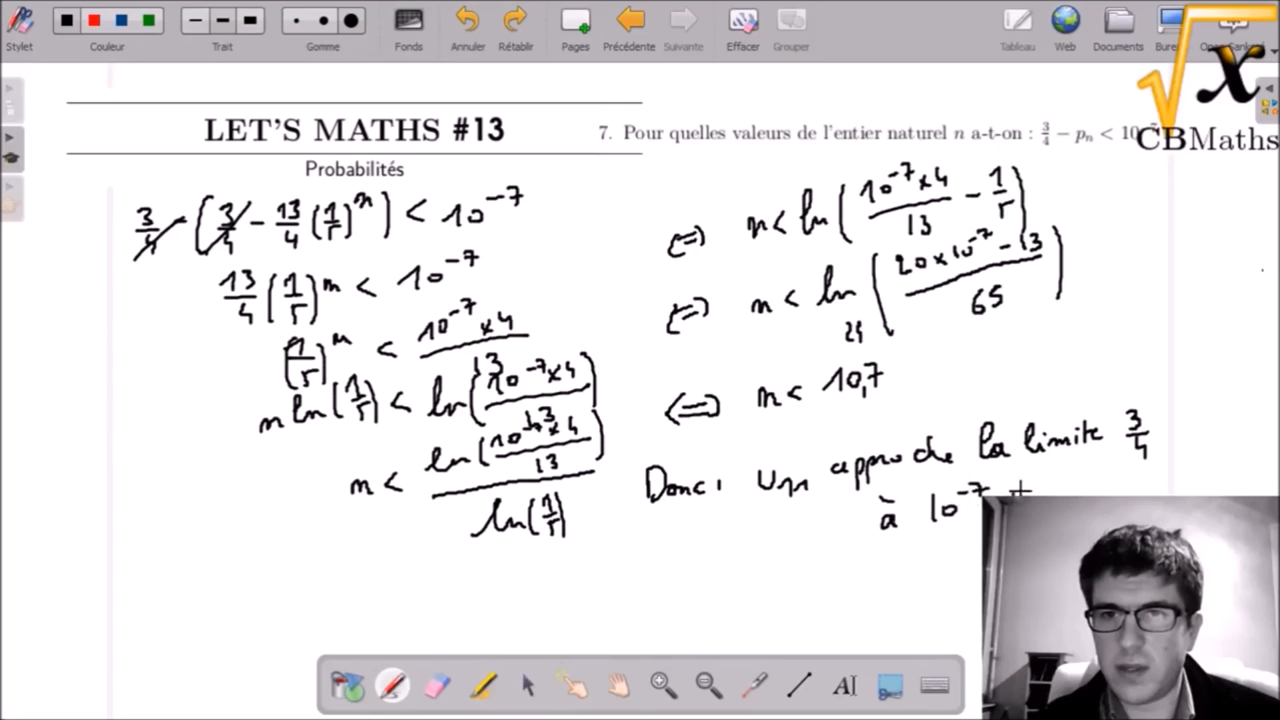 Stylet Couleur Trait Gomme Fonds Annuler Rétablir Pages Précédente Suivante Effacer Grouper Tableau Web Documents
LET'S MATHS #13
Probabilités
7. Pour quelles valeurs de l'entier naturel n a-t-on : 3/4 − pₙ < 10
CBMaths
3/4 − (3/4 − 13/4 (1/5)ⁿ) < 10⁻⁷
13/4 (1/5)ⁿ < 10⁻⁷
(1/5)ⁿ < 10⁻⁷×4 / 13
n ln(1/5) < ln(10⁻⁷×4 / 13)
n < ln(10⁻⁷×4 / 13) / ln(1/5)
⟺ n < ln(10⁻⁷×4 / 13 − 1/5)
⟺ n < ln(20×10⁻⁷ − 13 / 65)
⟺ n < 10,7
Donc: approche la limite 3/4
à 10⁻⁷